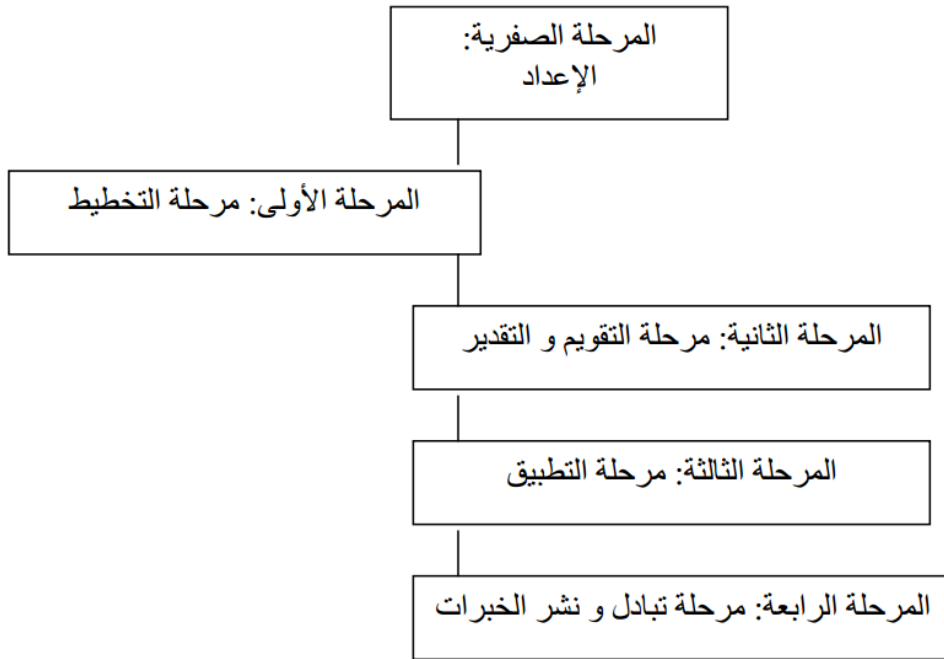 المرحلة الصفرية:
الإعداد
المرحلة الأولى: مرحلة التخطيط
المرحلة الثانية: مرحلة التقويم و التقدير
المرحلة الثالثة: مرحلة التطبيق
المرحلة الرابعة: مرحلة تبادل و نشر الخبرات